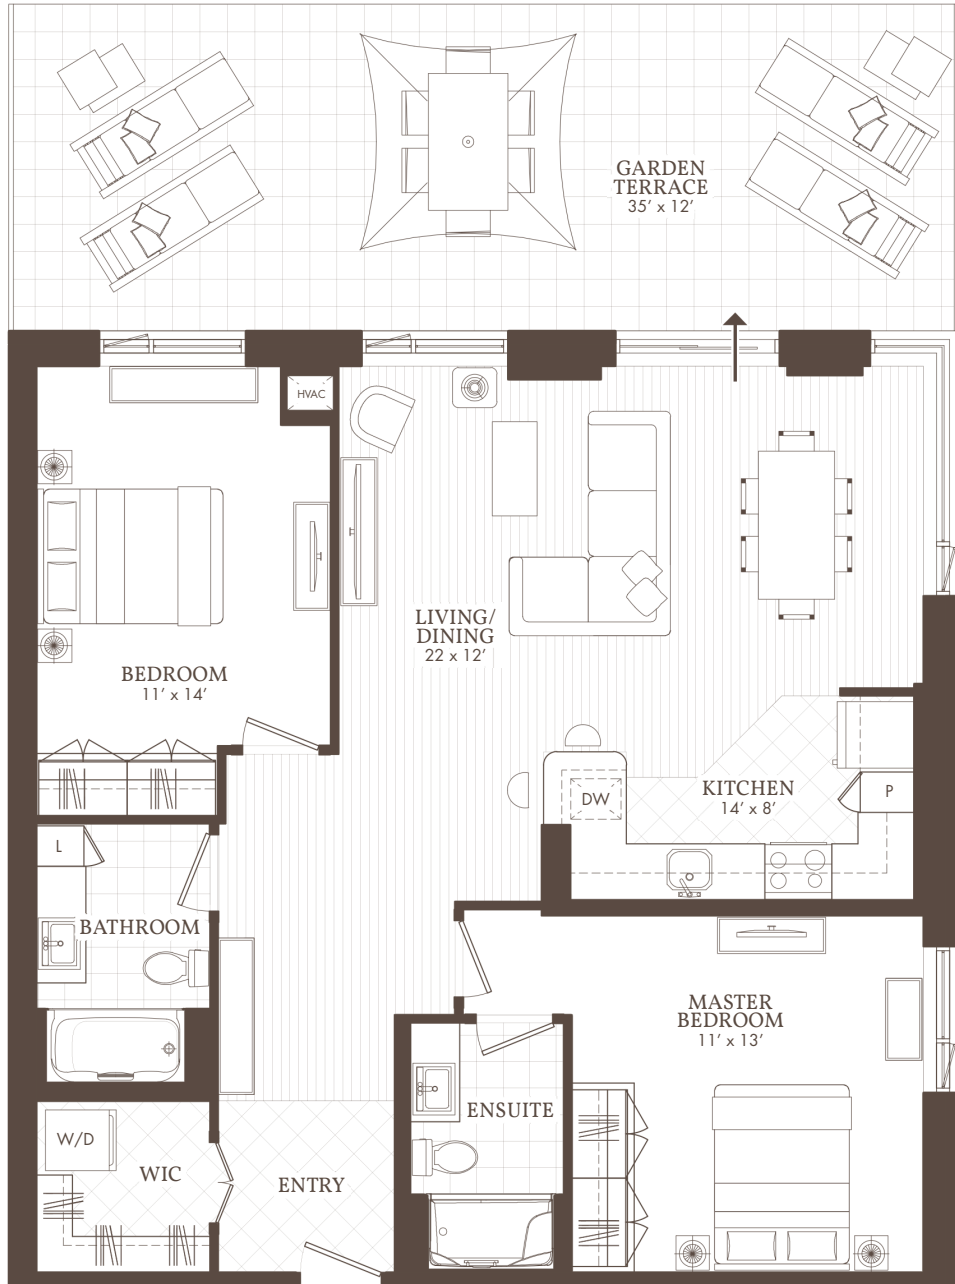 GARDEN
TERRACE
35’ x 12’
HVAC
LIVING/
DINING
22 x 12’
BEDROOM
11’ x 14’
KITCHEN
14’ x 8’
DW
P
L
BATHROOM
MASTER
BEDROOM
11’ x 13’
ENSUITE
W/D
WIC
ENTRY